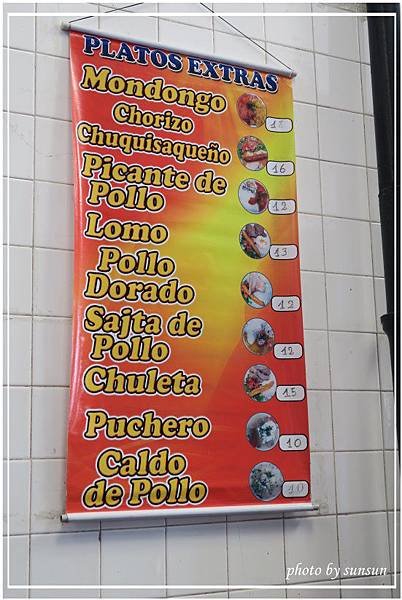 PLATOS EXTRAS
Mondongo
Chorizo
Chuquisaqueño 16
Picante de
Pollo 12
Lomo 13
Pollo
Dorado 12
Sajta de
Pollo 12
Chuleta 15
Puchero 10
Caldo
de Pollo 10
photo by sunsun